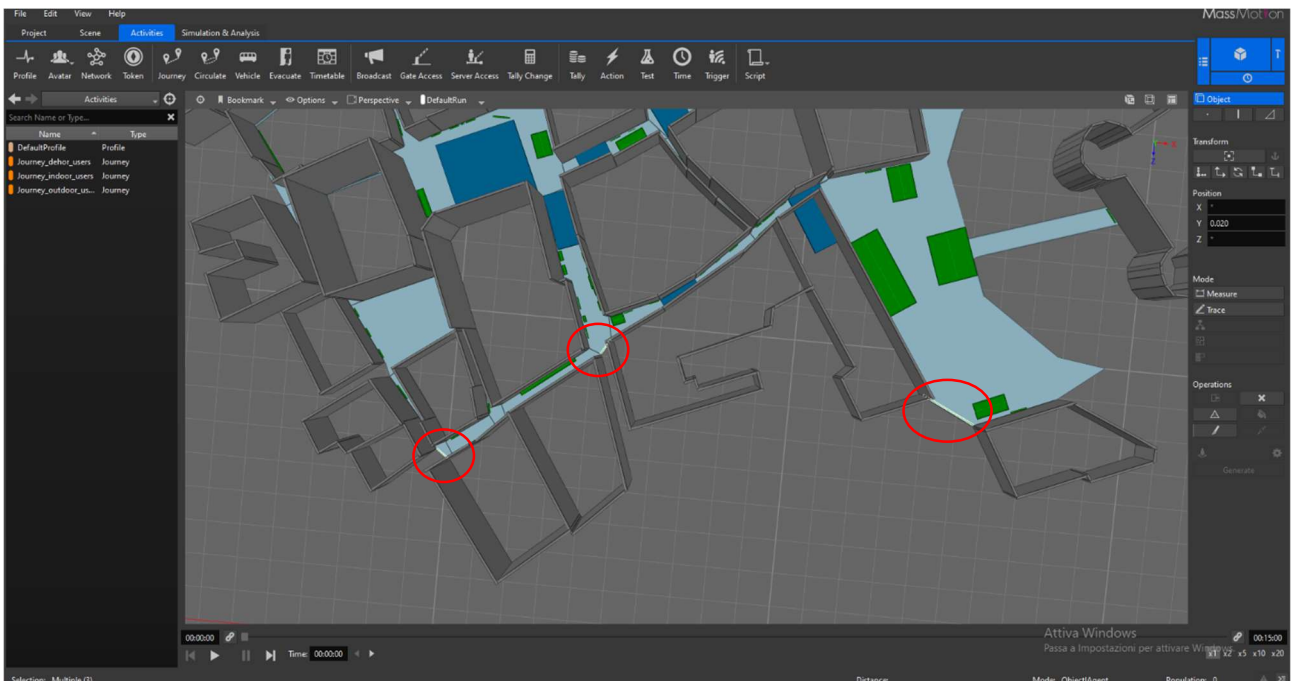 File Edit View Help
MassMotion
Project Scene Activities Simulation & Analysis
Profile Avatar Network Token Journey Circulate Vehicle Evacuate Timetable Broadcast Gate Access Server Access Tally Change Tally Action Test Time Trigger Script
Activities
Bookmark Options Perspective DefaultRun
Object
Search Name or Type...
Name Type
DefaultProfile Profile
Journey_dehor_users Journey
Journey_indoor_users Journey
Journey_outdoor_us... Journey
Transform
Position
X *
Y 0.020
Z *
Mode
Measure
Trace
Operations
Generate
Attiva Windows
Passa a Impostazioni per attivare
00:00:00
00:15:00
Time: 00:00:00
x1 x2 x5 x10 x20
Selection: Multiple (3) Distance: Mode: Object|Agent Population: 0